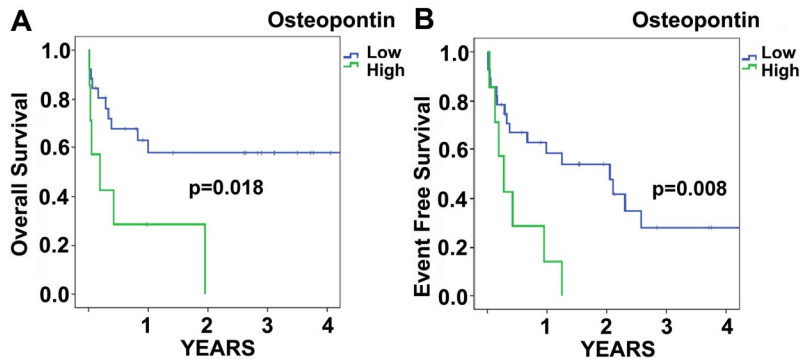 A
Osteopontin
Low
High
Overall Survival
1.0
0.8
0.6
0.4
0.2
0.0
p=0.018
1 2 3 4
YEARS
B
Osteopontin
Low
High
Event Free Survival
1.0
0.8
0.6
0.4
0.2
0.0
p=0.008
1 2 3 4
YEARS